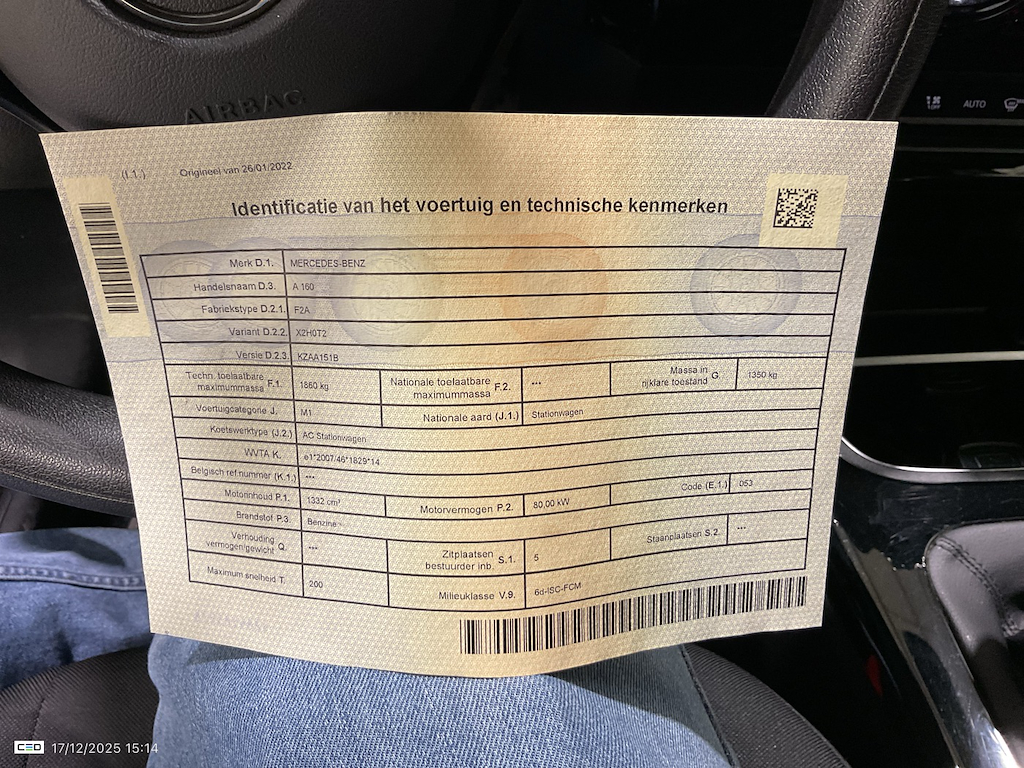 AIRBAG
AUTO
(I.1.) Origineel van 26/01/2022
Identificatie van het voertuig en technische kenmerken
Merk D.1. MERCEDES-BENZ
Handelsnaam D.3. A 160
Fabriekstype D.2.1. F2A
Variant D.2.2. X2H0T2
Versie D.2.3. KZAA151B
Techn. toelaatbare maximummassa F.1. 1860 kg Nationale toelaatbare maximummassa F.2. *** Massa in rijklare toestand G 1350 kg
Voertuigcategorie J. M1 Nationale aard (J.1.) Stationwagen
Koetswerktype (J.2.) AC Stationwagen
WVTA K. e1*2007/46*1829*14
Belgisch ref.nummer (K.1.) ***
Motorinhoud P.1. 1332 cm³ Motorvermogen P.2. 80,00 kW Code (E.1.) 053
Brandstof P.3. Benzine
Verhouding vermogen/gewicht Q. *** Zitplaatsen bestuurder inb. S.1. 5 Staanplaatsen S.2. ***
Maximum snelheid T. 200 Milieuklasse V.9. 6d-ISC-FCM
CEO 17/12/2025 15:14